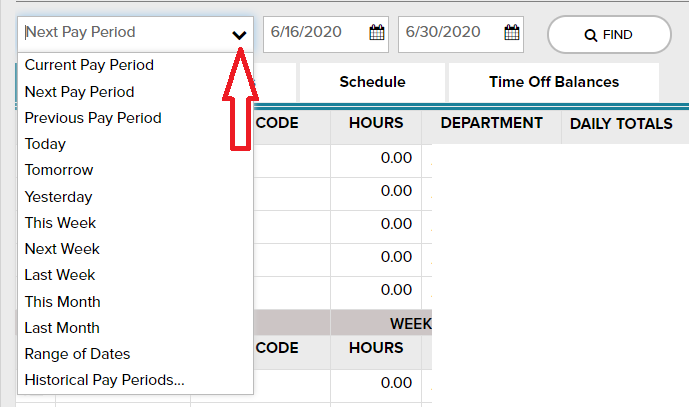 Next Pay Period 6/16/2020 6/30/2020 FIND
Current Pay Period
Next Pay Period
Previous Pay Period
Today
Tomorrow
Yesterday
This Week
Next Week
Last Week
This Month
Last Month
Range of Dates
Historical Pay Periods...
Schedule Time Off Balances
CODE HOURS DEPARTMENT DAILY TOTALS
0.00
0.00
0.00
0.00
0.00
WEEK
CODE HOURS
0.00